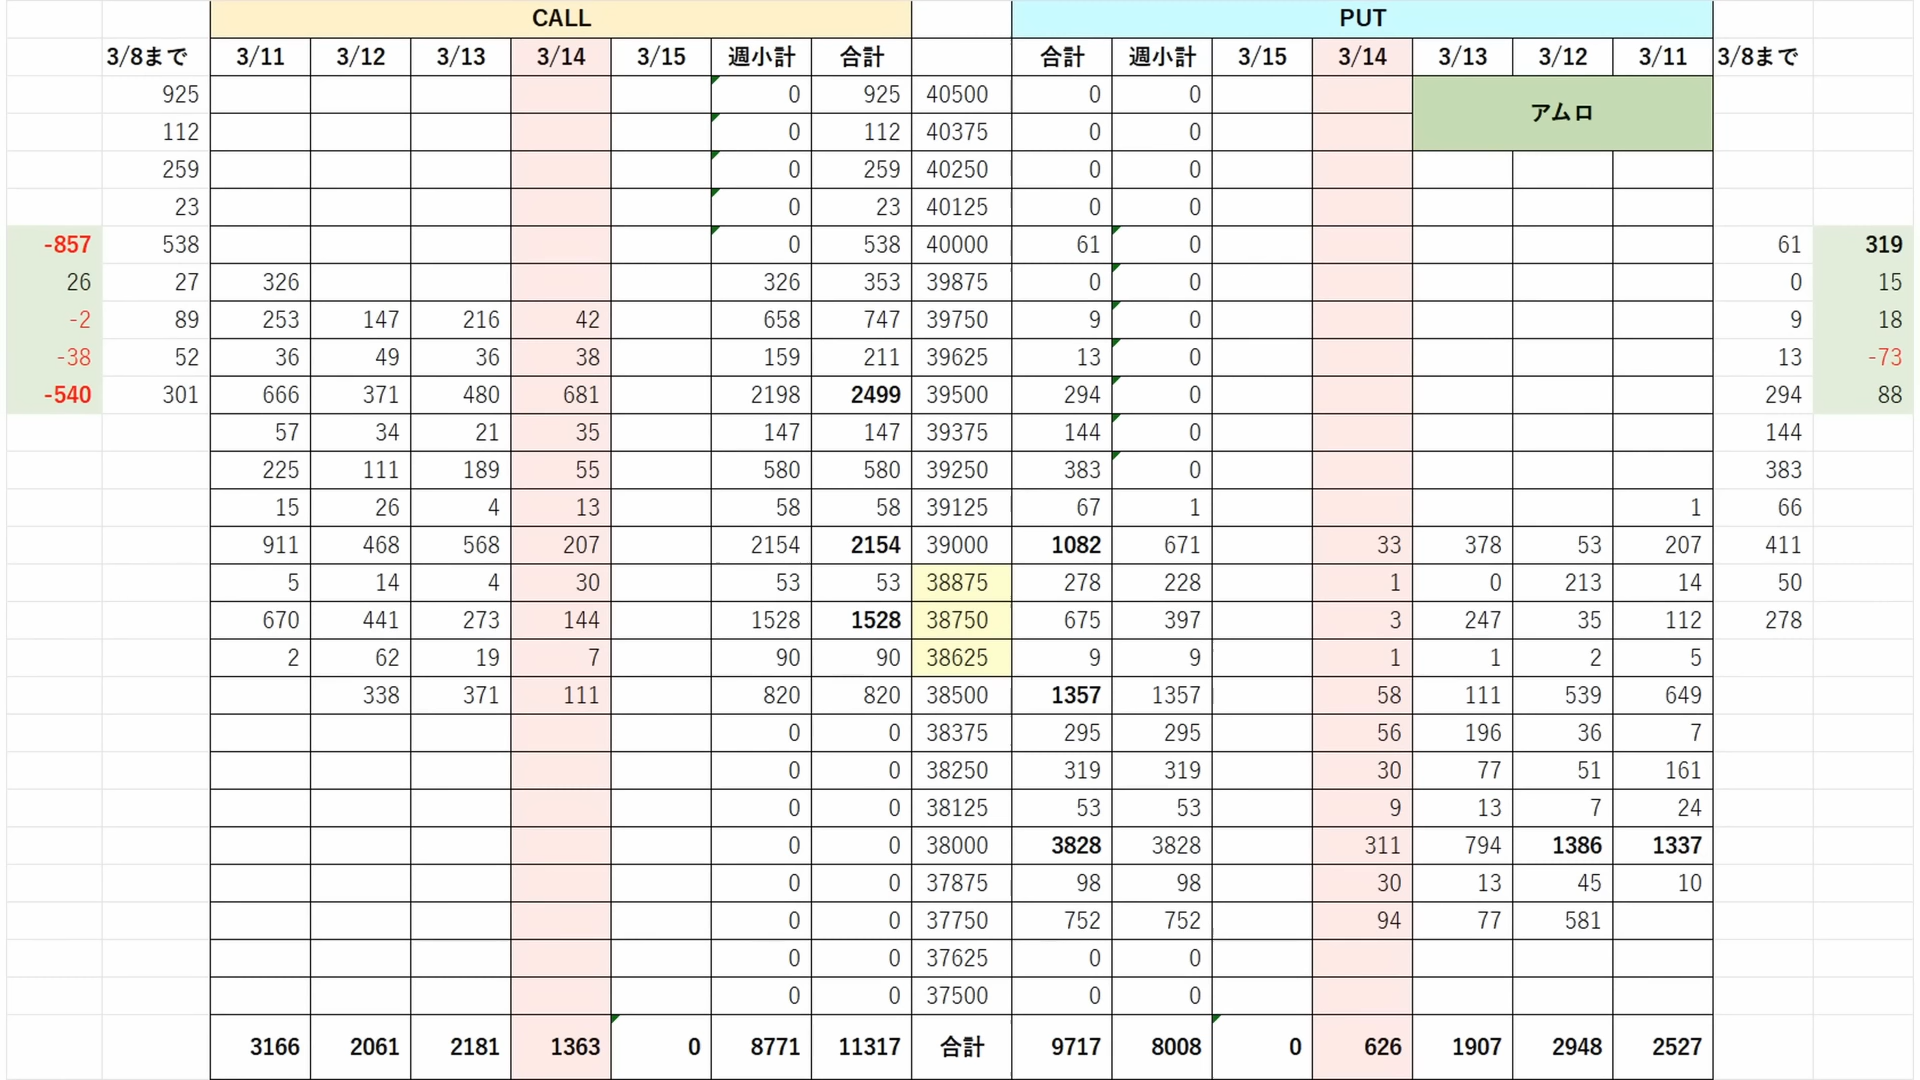 CALL PUT
3/8まで 3/11 3/12 3/13 3/14 3/15 週小計 合計 合計 週小計 3/15 3/14 3/13 3/12 3/11 3/8まで
925 0 925 40500 0 0 アムロ
112 0 112 40375 0 0
259 0 259 40250 0 0
23 0 23 40125 0 0
-857 538 0 538 40000 61 0 61 319
26 27 326 326 353 39875 0 0 0 15
-2 89 253 147 216 42 658 747 39750 9 0 9 18
-38 52 36 49 36 38 159 211 39625 13 0 13 -73
-540 301 666 371 480 681 2198 2499 39500 294 0 294 88
57 34 21 35 147 147 39375 144 0 144
225 111 189 55 580 580 39250 383 0 383
15 26 4 13 58 58 39125 67 1 1 66
911 468 568 207 2154 2154 39000 1082 671 33 378 53 207 411
5 14 4 30 53 53 38875 278 228 1 0 213 14 50
670 441 273 144 1528 1528 38750 675 397 3 247 35 112 278
2 62 19 7 90 90 38625 9 9 1 1 2 5
338 371 111 820 820 38500 1357 1357 58 111 539 649
0 0 38375 295 295 56 196 36 7
0 0 38250 319 319 30 77 51 161
0 0 38125 53 53 9 13 7 24
0 0 38000 3828 3828 311 794 1386 1337
0 0 37875 98 98 30 13 45 10
0 0 37750 752 752 94 77 581
0 0 37625 0 0
0 0 37500 0 0
3166 2061 2181 1363 0 8771 11317 合計 9717 8008 0 626 1907 2948 2527